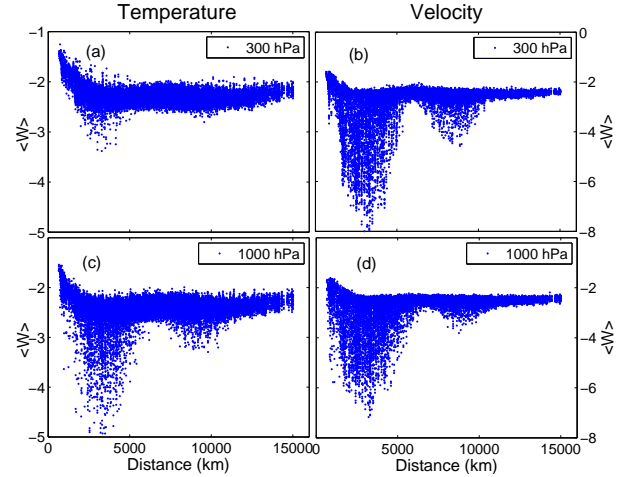 Temperature
Velocity
−1
−2
−3
−4
−5
<W>
(a)
300 hPa
0
−2
−4
−6
−8
<W>
(b)
300 hPa
−2
−3
−4
−5
<W>
(c)
1000 hPa
0
5000
10000
15000
Distance (km)
−2
−4
−6
−8
<W>
(d)
1000 hPa
0
5000
10000
15000
Distance (km)